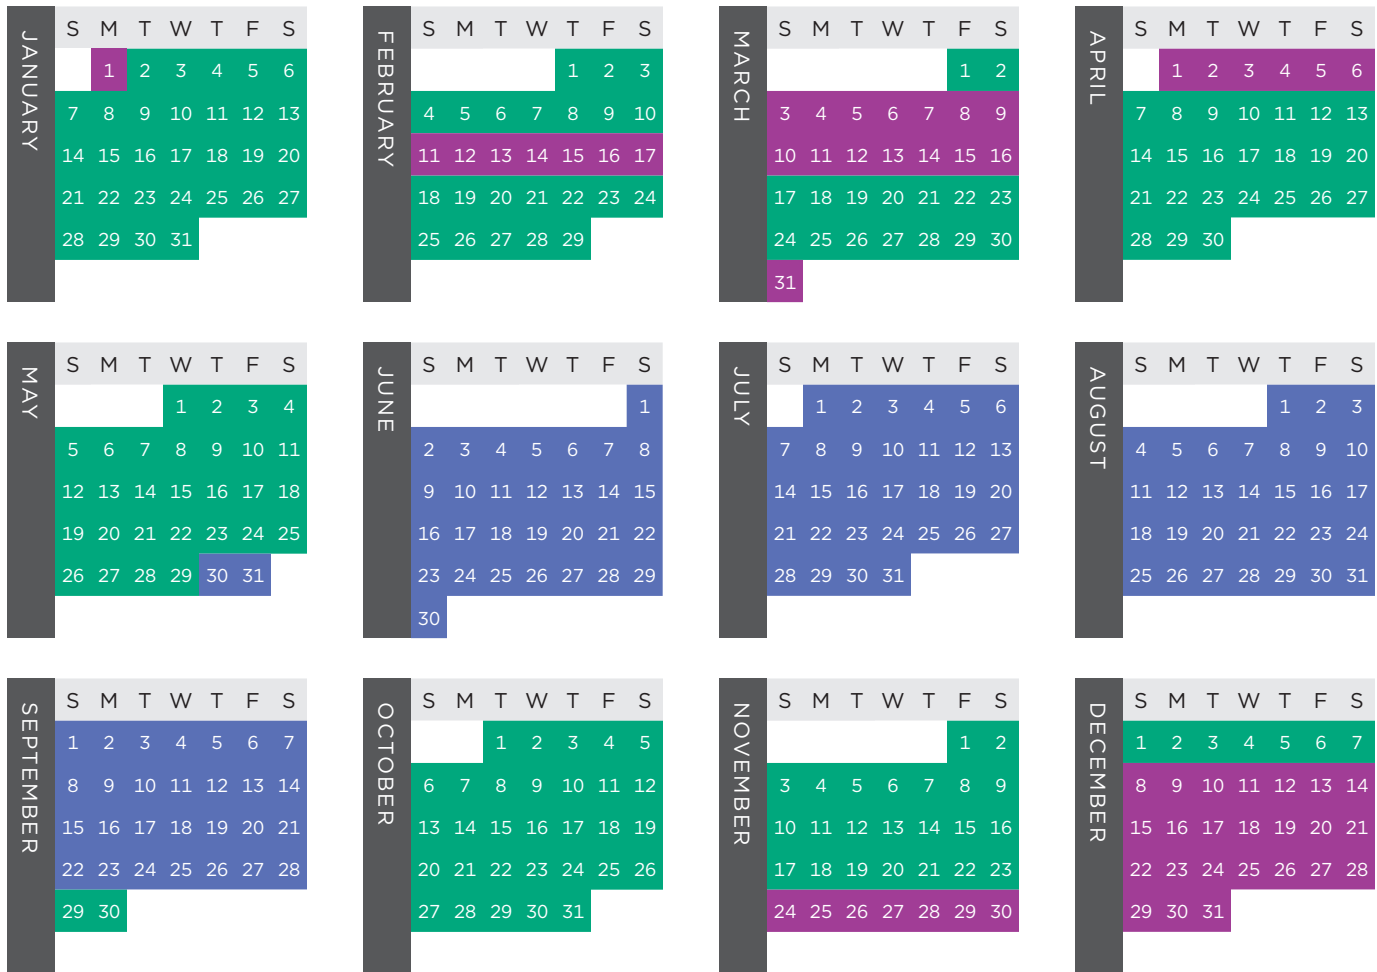 JANUARY
S M T W T F S
1 2 3 4 5 6
7 8 9 10 11 12 13
14 15 16 17 18 19 20
21 22 23 24 25 26 27
28 29 30 31
FEBRUARY
S M T W T F S
1 2 3
4 5 6 7 8 9 10
11 12 13 14 15 16 17
18 19 20 21 22 23 24
25 26 27 28 29
MARCH
S M T W T F S
1 2
3 4 5 6 7 8 9
10 11 12 13 14 15 16
17 18 19 20 21 22 23
24 25 26 27 28 29 30
31
APRIL
S M T W T F S
1 2 3 4 5 6
7 8 9 10 11 12 13
14 15 16 17 18 19 20
21 22 23 24 25 26 27
28 29 30
MAY
S M T W T F S
1 2 3 4
5 6 7 8 9 10 11
12 13 14 15 16 17 18
19 20 21 22 23 24 25
26 27 28 29 30 31
JUNE
S M T W T F S
1
2 3 4 5 6 7 8
9 10 11 12 13 14 15
16 17 18 19 20 21 22
23 24 25 26 27 28 29
30
JULY
S M T W T F S
1 2 3 4 5 6
7 8 9 10 11 12 13
14 15 16 17 18 19 20
21 22 23 24 25 26 27
28 29 30 31
AUGUST
S M T W T F S
1 2 3
4 5 6 7 8 9 10
11 12 13 14 15 16 17
18 19 20 21 22 23 24
25 26 27 28 29 30 31
SEPTEMBER
S M T W T F S
1 2 3 4 5 6 7
8 9 10 11 12 13 14
15 16 17 18 19 20 21
22 23 24 25 26 27 28
29 30
OCTOBER
S M T W T F S
1 2 3 4 5
6 7 8 9 10 11 12
13 14 15 16 17 18 19
20 21 22 23 24 25 26
27 28 29 30 31
NOVEMBER
S M T W T F S
1 2
3 4 5 6 7 8 9
10 11 12 13 14 15 16
17 18 19 20 21 22 23
24 25 26 27 28 29 30
DECEMBER
S M T W T F S
1 2 3 4 5 6 7
8 9 10 11 12 13 14
15 16 17 18 19 20 21
22 23 24 25 26 27 28
29 30 31